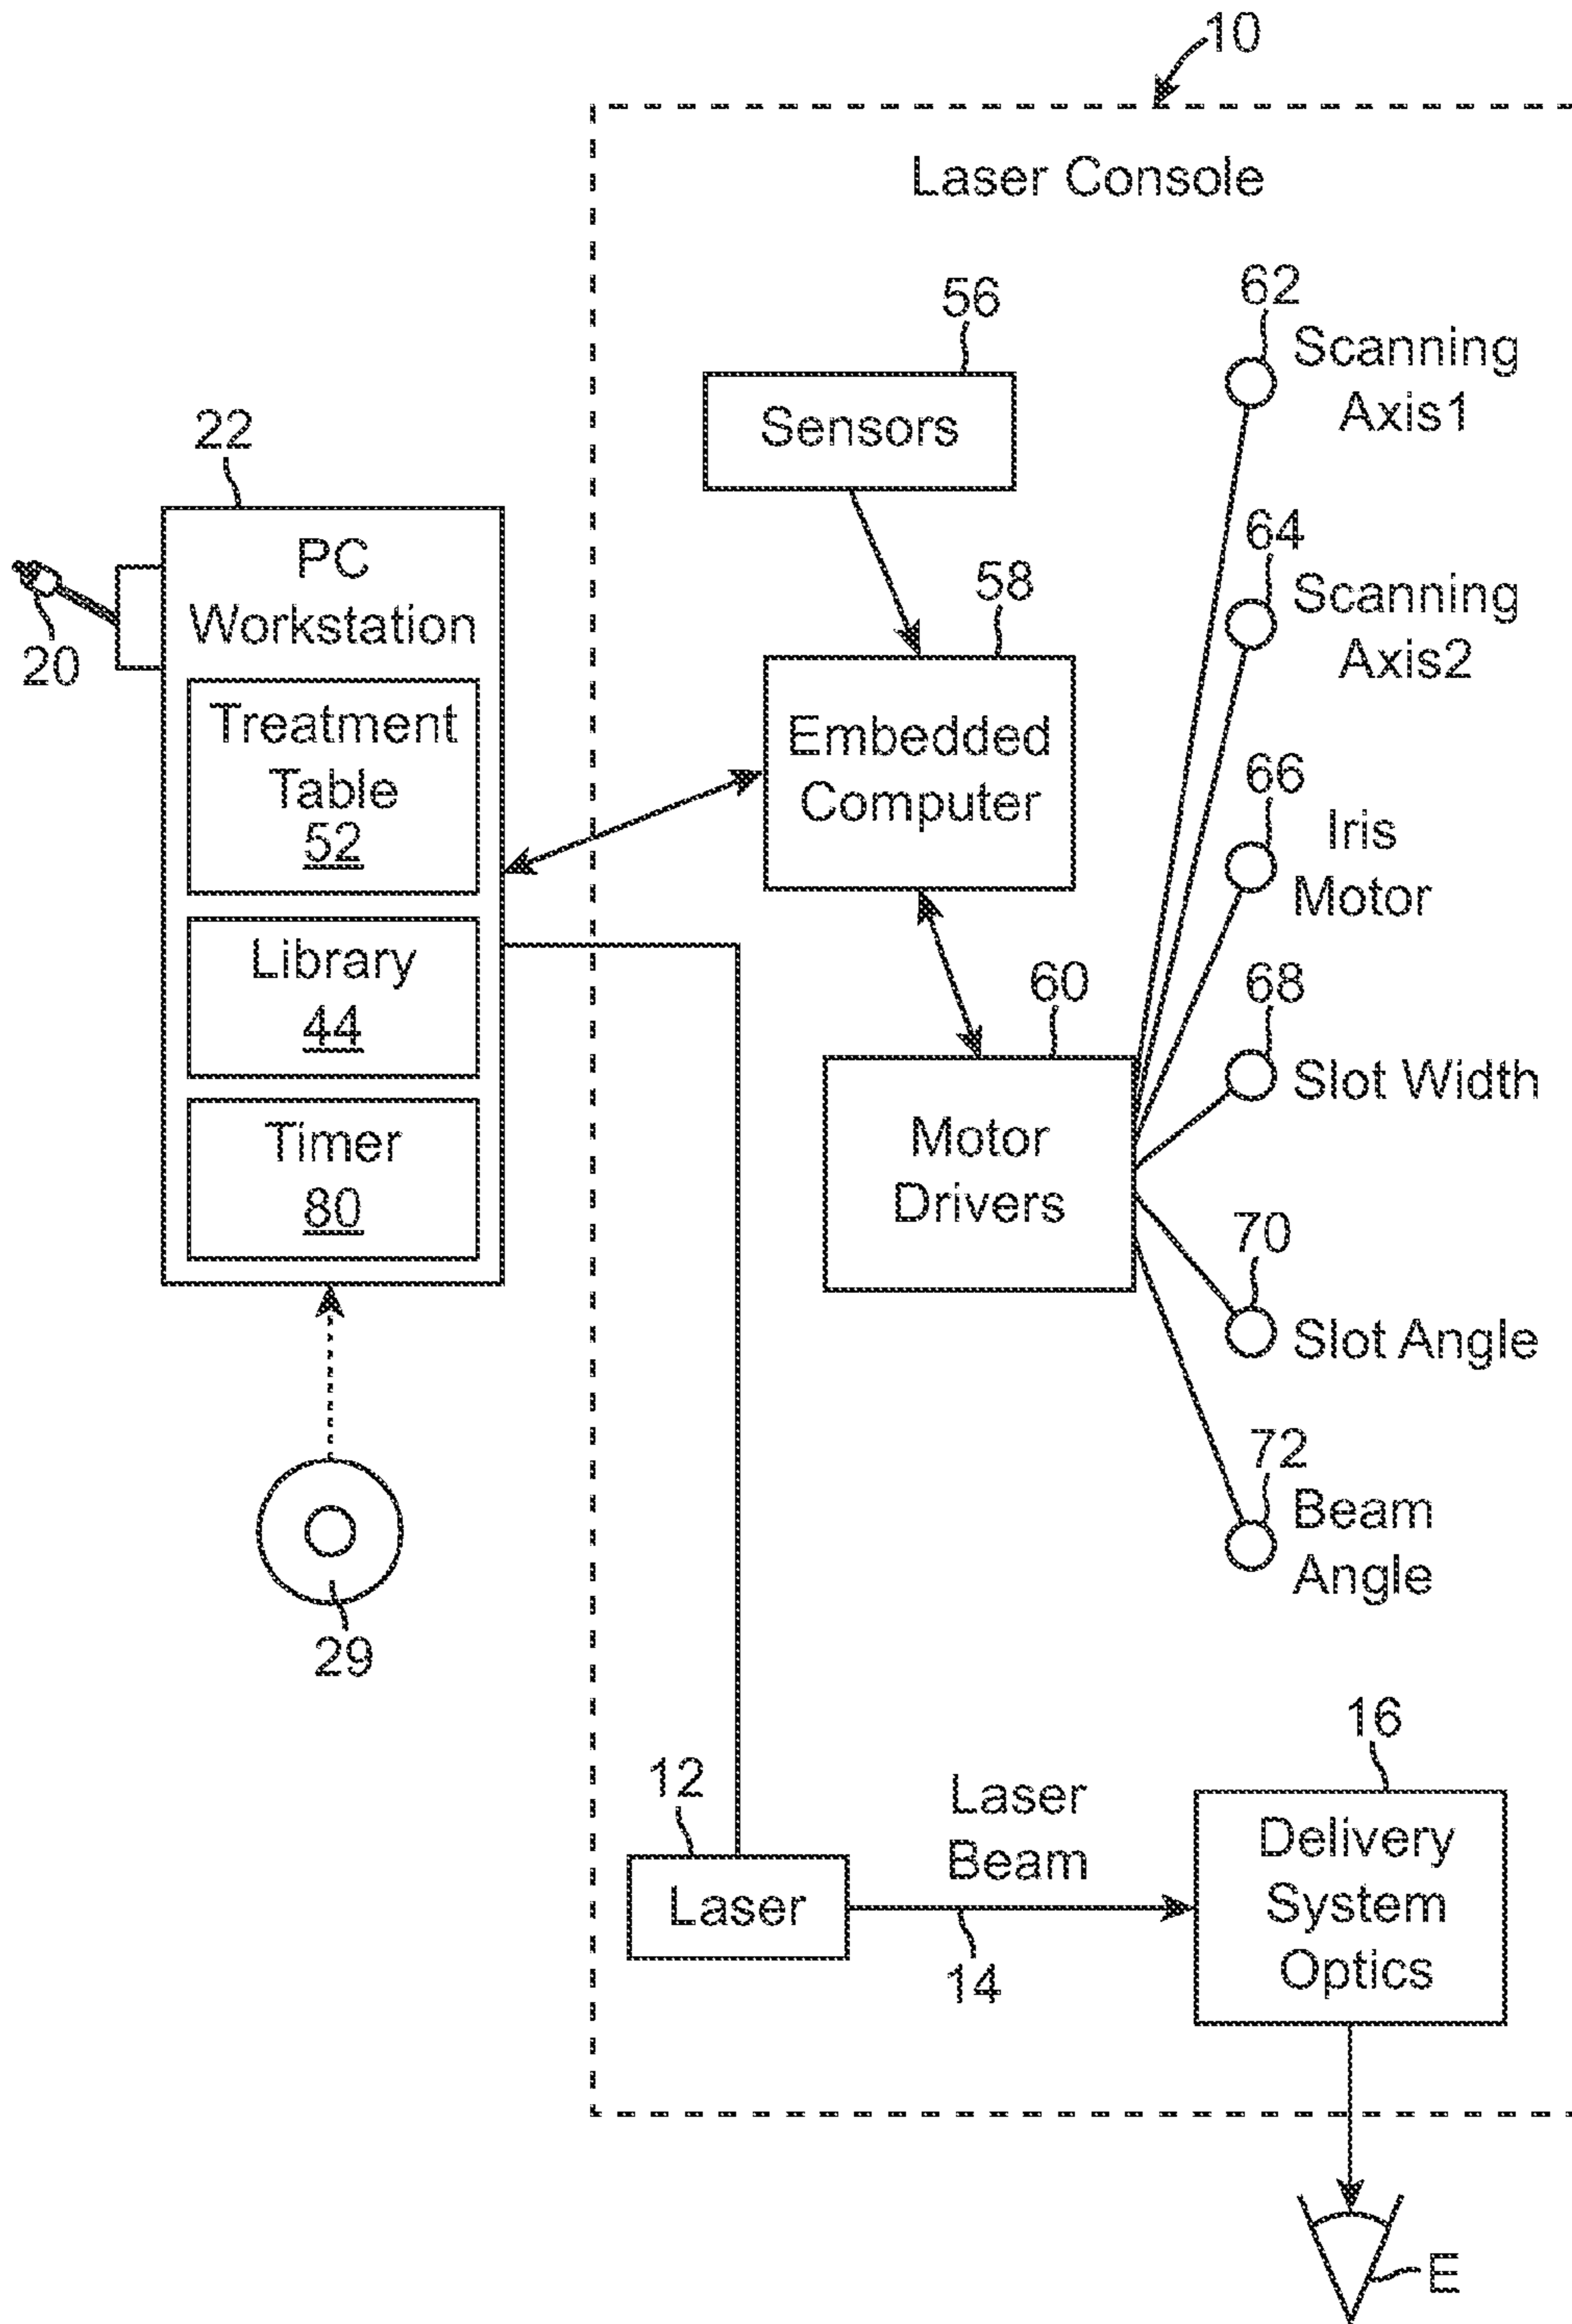 10
Laser Console
56
Sensors
62
Scanning
Axis1
22
PC
Workstation
20
Treatment
Table
52
Library
44
Timer
80
58
Embedded
Computer
64
Scanning
Axis2
66
Iris
Motor
60
Motor
Drivers
68
Slot Width
70
Slot Angle
72
Beam
Angle
29
12
Laser
Laser
Beam
14
16
Delivery
System
Optics
E